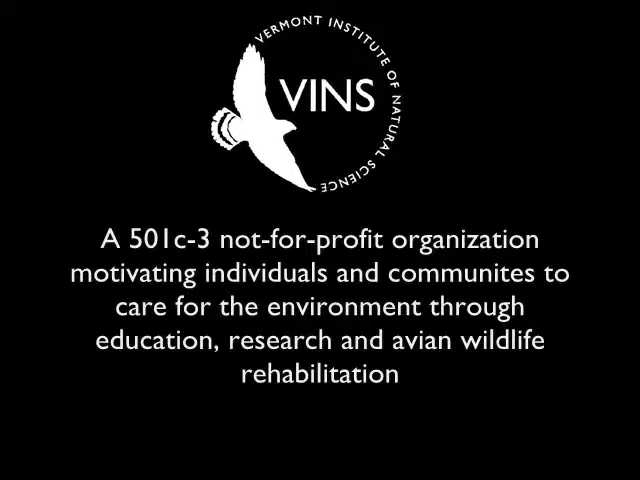 VERMONT INSTITUTE OF NATURAL SCIENCE
VINS
A 501c-3 not-for-profit organization
motivating individuals and communites to
care for the environment through
education, research and avian wildlife
rehabilitation